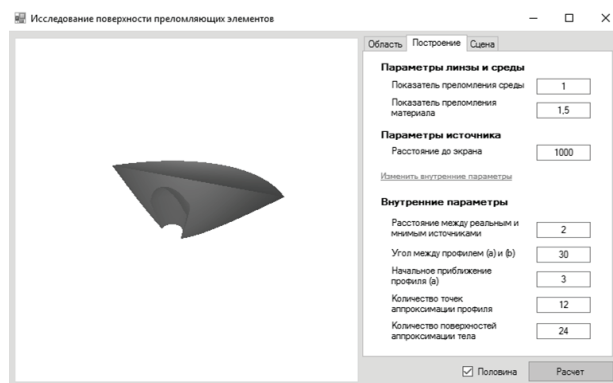 Исследование поверхности преломляющих элементов
Область Построение Сцена
Параметры линзы и среды
Показатель преломления среды 1
Показатель преломления
материала 1,5
Параметры источника
Расстояние до экрана 1000
Изменить внутренние параметры
Внутренние параметры
Расстояние между реальным и
мнимым источниками 2
Угол между профилем (a) и (b) 30
Начальное приближение
профиля (a) 3
Количество точек
аппроксимации профиля 12
Количество поверхностей
аппроксимации тела 24
Половина Расчет